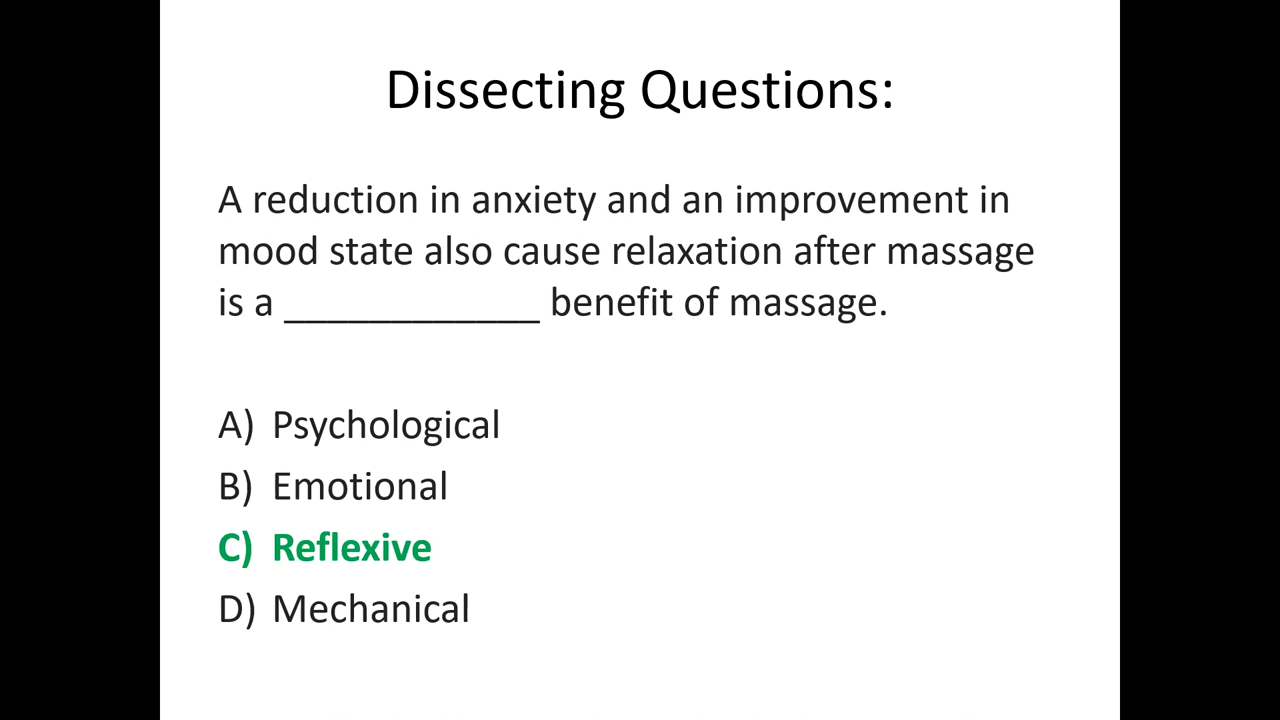 Dissecting Questions:
A reduction in anxiety and an improvement in
mood state also cause relaxation after massage
is a ____________ benefit of massage.
A) Psychological
B) Emotional
C) Reflexive
D) Mechanical